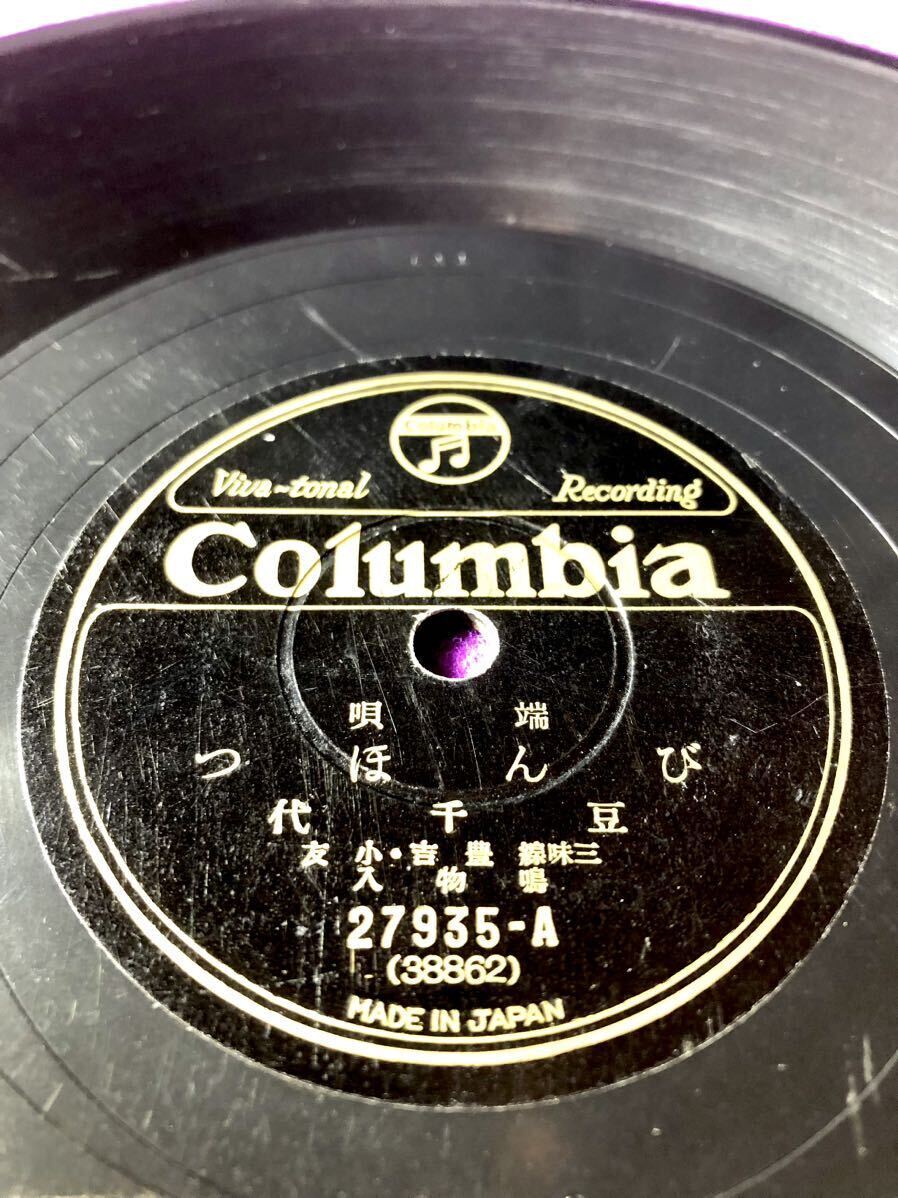 Columbia
Viva-tonal Recording
Columbia
端唄
びんほつ
豆千代
三味線 豊吉・小友
鳴物入
27935-A
(38862)
MADE IN JAPAN